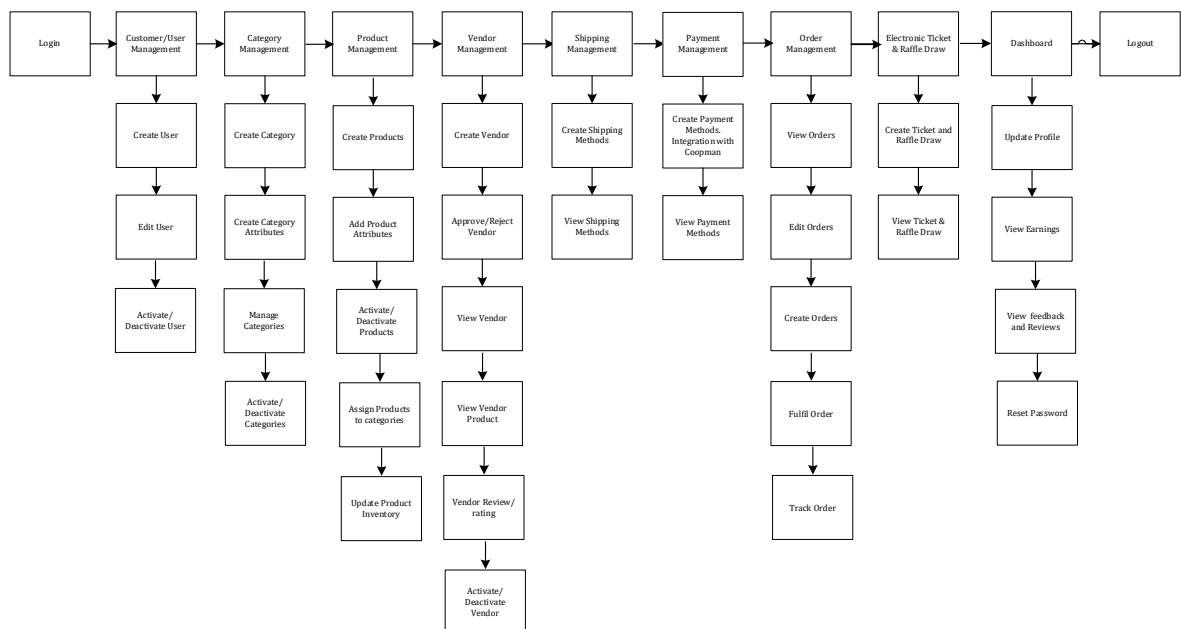 Login
Customer/User
Management
Category
Management
Product
Management
Vendor
Management
Shipping
Management
Payment
Management
Order
Management
Electronic Ticket
& Raffle Draw
Dashboard
Logout
Create User
Create Category
Create Products
Create Vendor
Create Shipping
Methods
Create Payment
Methods.
Integration with
Coopman
View Orders
Create Ticket and
Raffle Draw
Update Profile
Edit User
Create Category
Attributes
Add Product
Attributes
Approve/Reject
Vendor
View Shipping
Methods
View Payment
Methods
Edit Orders
View Ticket &
Raffle Draw
View Earnings
Activate/
Deactivate User
Manage
Categories
Activate/
Deactivate
Products
View Vendor
Create Orders
View feedback
and Reviews
Activate/
Deactivate
Categories
Assign Products
to categories
View Vendor
Product
Fulfil Order
Reset Password
Update Product
Inventory
Vendor Review/
rating
Track Order
Activate/
Deactivate
Vendor